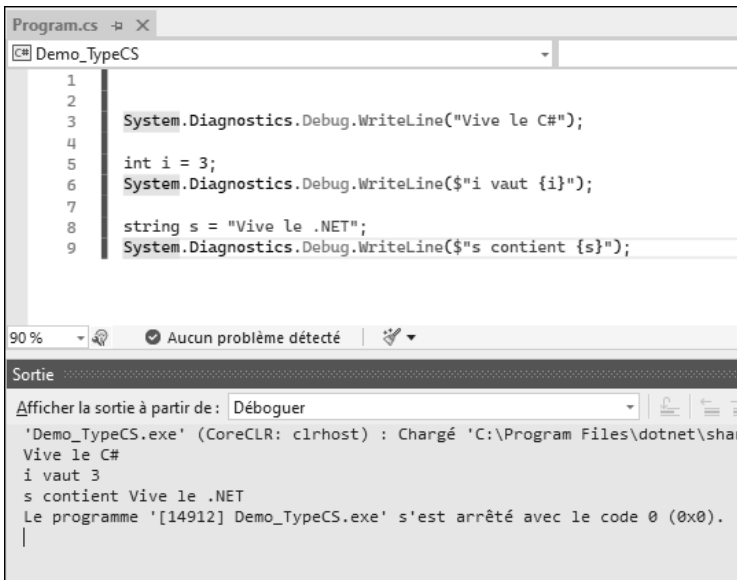 Program.cs
C# Demo_TypeCS
1
2
3 System.Diagnostics.Debug.WriteLine("Vive le C#");
4
5 int i = 3;
6 System.Diagnostics.Debug.WriteLine($"i vaut {i}");
7
8 string s = "Vive le .NET";
9 System.Diagnostics.Debug.WriteLine($"s contient {s}");
90 % Aucun problème détecté
Sortie
Afficher la sortie à partir de : Déboguer
'Demo_TypeCS.exe' (CoreCLR: clrhost) : Chargé 'C:\Program Files\dotnet\shar
Vive le C#
i vaut 3
s contient Vive le .NET
Le programme '[14912] Demo_TypeCS.exe' s'est arrêté avec le code 0 (0x0).